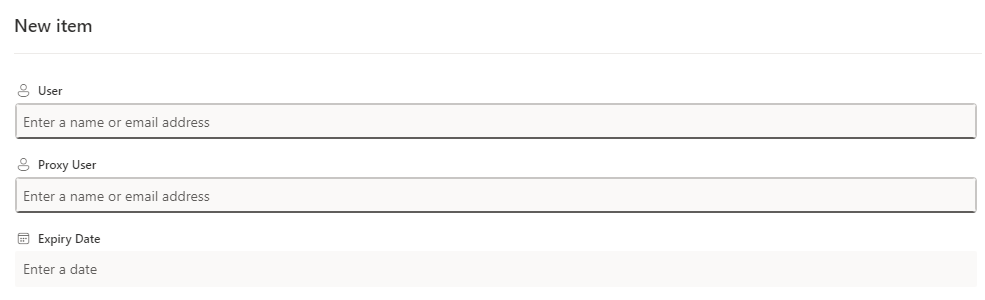 New item
User
Enter a name or email address
Proxy User
Enter a name or email address
Expiry Date
Enter a date